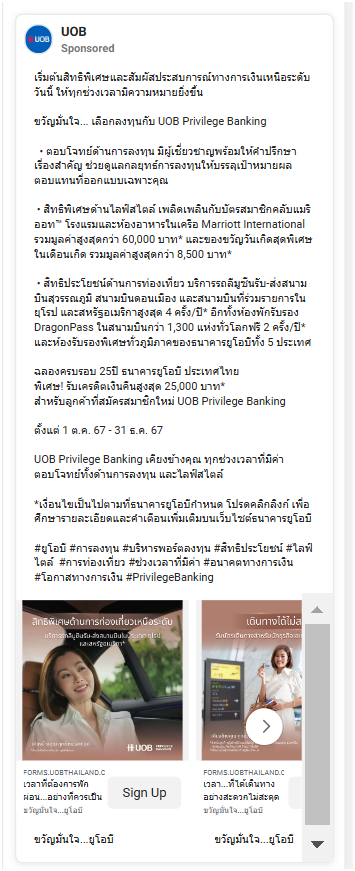 UOB
UOB
Sponsored
เริ่มต้นสิทธิพิเศษและสัมผัสประสบการณ์ทางการเงินเหนือระดับ
วันนี้ ให้ทุกช่วงเวลามีความหมายยิ่งขึ้น
ขวัญมั่นใจ... เลือกลงทุนกับ UOB Privilege Banking
• ตอบโจทย์ด้านการลงทุน มีผู้เชี่ยวชาญพร้อมให้คำปรึกษา
เรื่องสำคัญ ช่วยดูแลกลยุทธ์การลงทุนให้บรรลุเป้าหมายผล
ตอบแทนที่ออกแบบเฉพาะคุณ
• สิทธิพิเศษด้านไลฟ์สไตล์ เพลิดเพลินกับบัตรสมาชิกคลับแมริ
ออท™ โรงแรมและห้องอาหารในเครือ Marriott International
รวมมูลค่าสูงสุดกว่า 60,000 บาท* และของขวัญวันเกิดสุดพิเศษ
ในเดือนเกิด รวมมูลค่าสูงสุดกว่า 8,500 บาท*
• สิทธิประโยชน์ด้านการท่องเที่ยว บริการรถลีมูซีนรับ-ส่งสนาม
บินสุวรรณภูมิ สนามบินดอนเมือง และสนามบินที่ร่วมรายการใน
ยุโรป และสหรัฐอเมริกาสูงสุด 4 ครั้ง/ปี* อีกทั้งห้องพักรับรอง
DragonPass ในสนามบินกว่า 1,300 แห่งทั่วโลกฟรี 2 ครั้ง/ปี*
และห้องรับรองพิเศษทั่วภูมิภาคของธนาคารยูโอบีทั้ง 5 ประเทศ
ฉลองครบรอบ 25ปี ธนาคารยูโอบี ประเทศไทย
พิเศษ! รับเครดิตเงินคืนสูงสุด 25,000 บาท*
สำหรับลูกค้าที่สมัครสมาชิกใหม่ UOB Privilege Banking
ตั้งแต่ 1 ต.ค. 67 - 31 ธ.ค. 67
UOB Privilege Banking เคียงข้างคุณ ทุกช่วงเวลาที่มีค่า
ตอบโจทย์ทั้งด้านการลงทุน และไลฟ์สไตล์
*เงื่อนไขเป็นไปตามที่ธนาคารยูโอบีกำหนด โปรดคลิกลิงก์ เพื่อ
ศึกษารายละเอียดและคำเตือนเพิ่มเติมบนเว็บไซต์ธนาคารยูโอบี
#ยูโอบี #การลงทุน #บริหารพอร์ตลงทุน #สิทธิประโยชน์ #ไลฟ์
สไตล์ #การท่องเที่ยว #ช่วงเวลาที่มีค่า #อนาคตทางการเงิน
#โอกาสทางการเงิน #PrivilegeBanking
สิทธิพิเศษด้านการท่องเที่ยวเหนือระดับ
บริการรถลีมูซีนรับ-ส่งสนามบินในประเทศ ยุโรป
และสหรัฐอเมริกา*
UOB
เดินทางได้ไม่ส
FORMS.UOBTHAILAND.C
เวลาที่ต้องการพัก
ผ่อน...อย่างที่ควรเป็น
ขวัญมั่นใจ...ยูโอบี
Sign Up
FORMS.UOBTHAILAND.C
เวลา...ที่ได้เดินทาง
อย่างสะดวกไม่สะดุด
ขวัญมั่นใจ...ยูโอบี
ขวัญมั่นใจ...ยูโอบี
ขวัญมั่นใจ...ยูโอบี